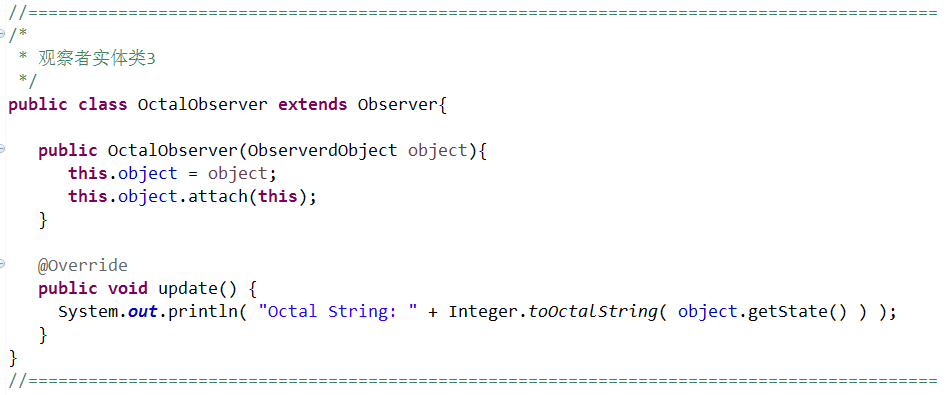 //===========================================================================================
/*
 * 观察者实体类3
 */
public class OctalObserver extends Observer{
public OctalObserver(ObserverdObject object){
this.object = object;
this.object.attach(this);
}
@Override
public void update() {
System.out.println( "Octal String: " + Integer.toOctalString( object.getState() ) );
}
}
//===========================================================================================